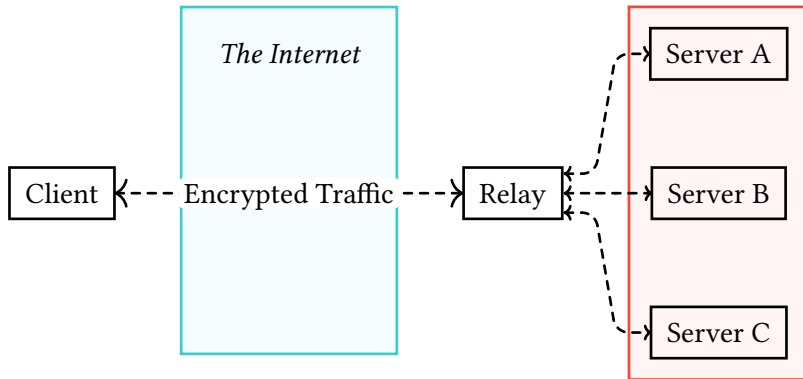 The Internet
Server A
Client
Encrypted Traffic
Relay
Server B
Server C